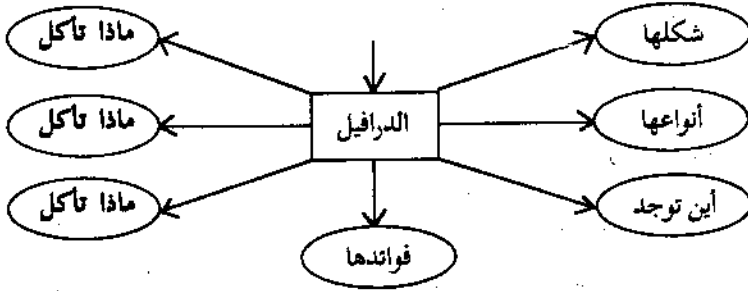 شكلها
ماذا تأكل
الدرافيل
أنواعها
ماذا تأكل
أين توجد
ماذا تأكل
فوائدها